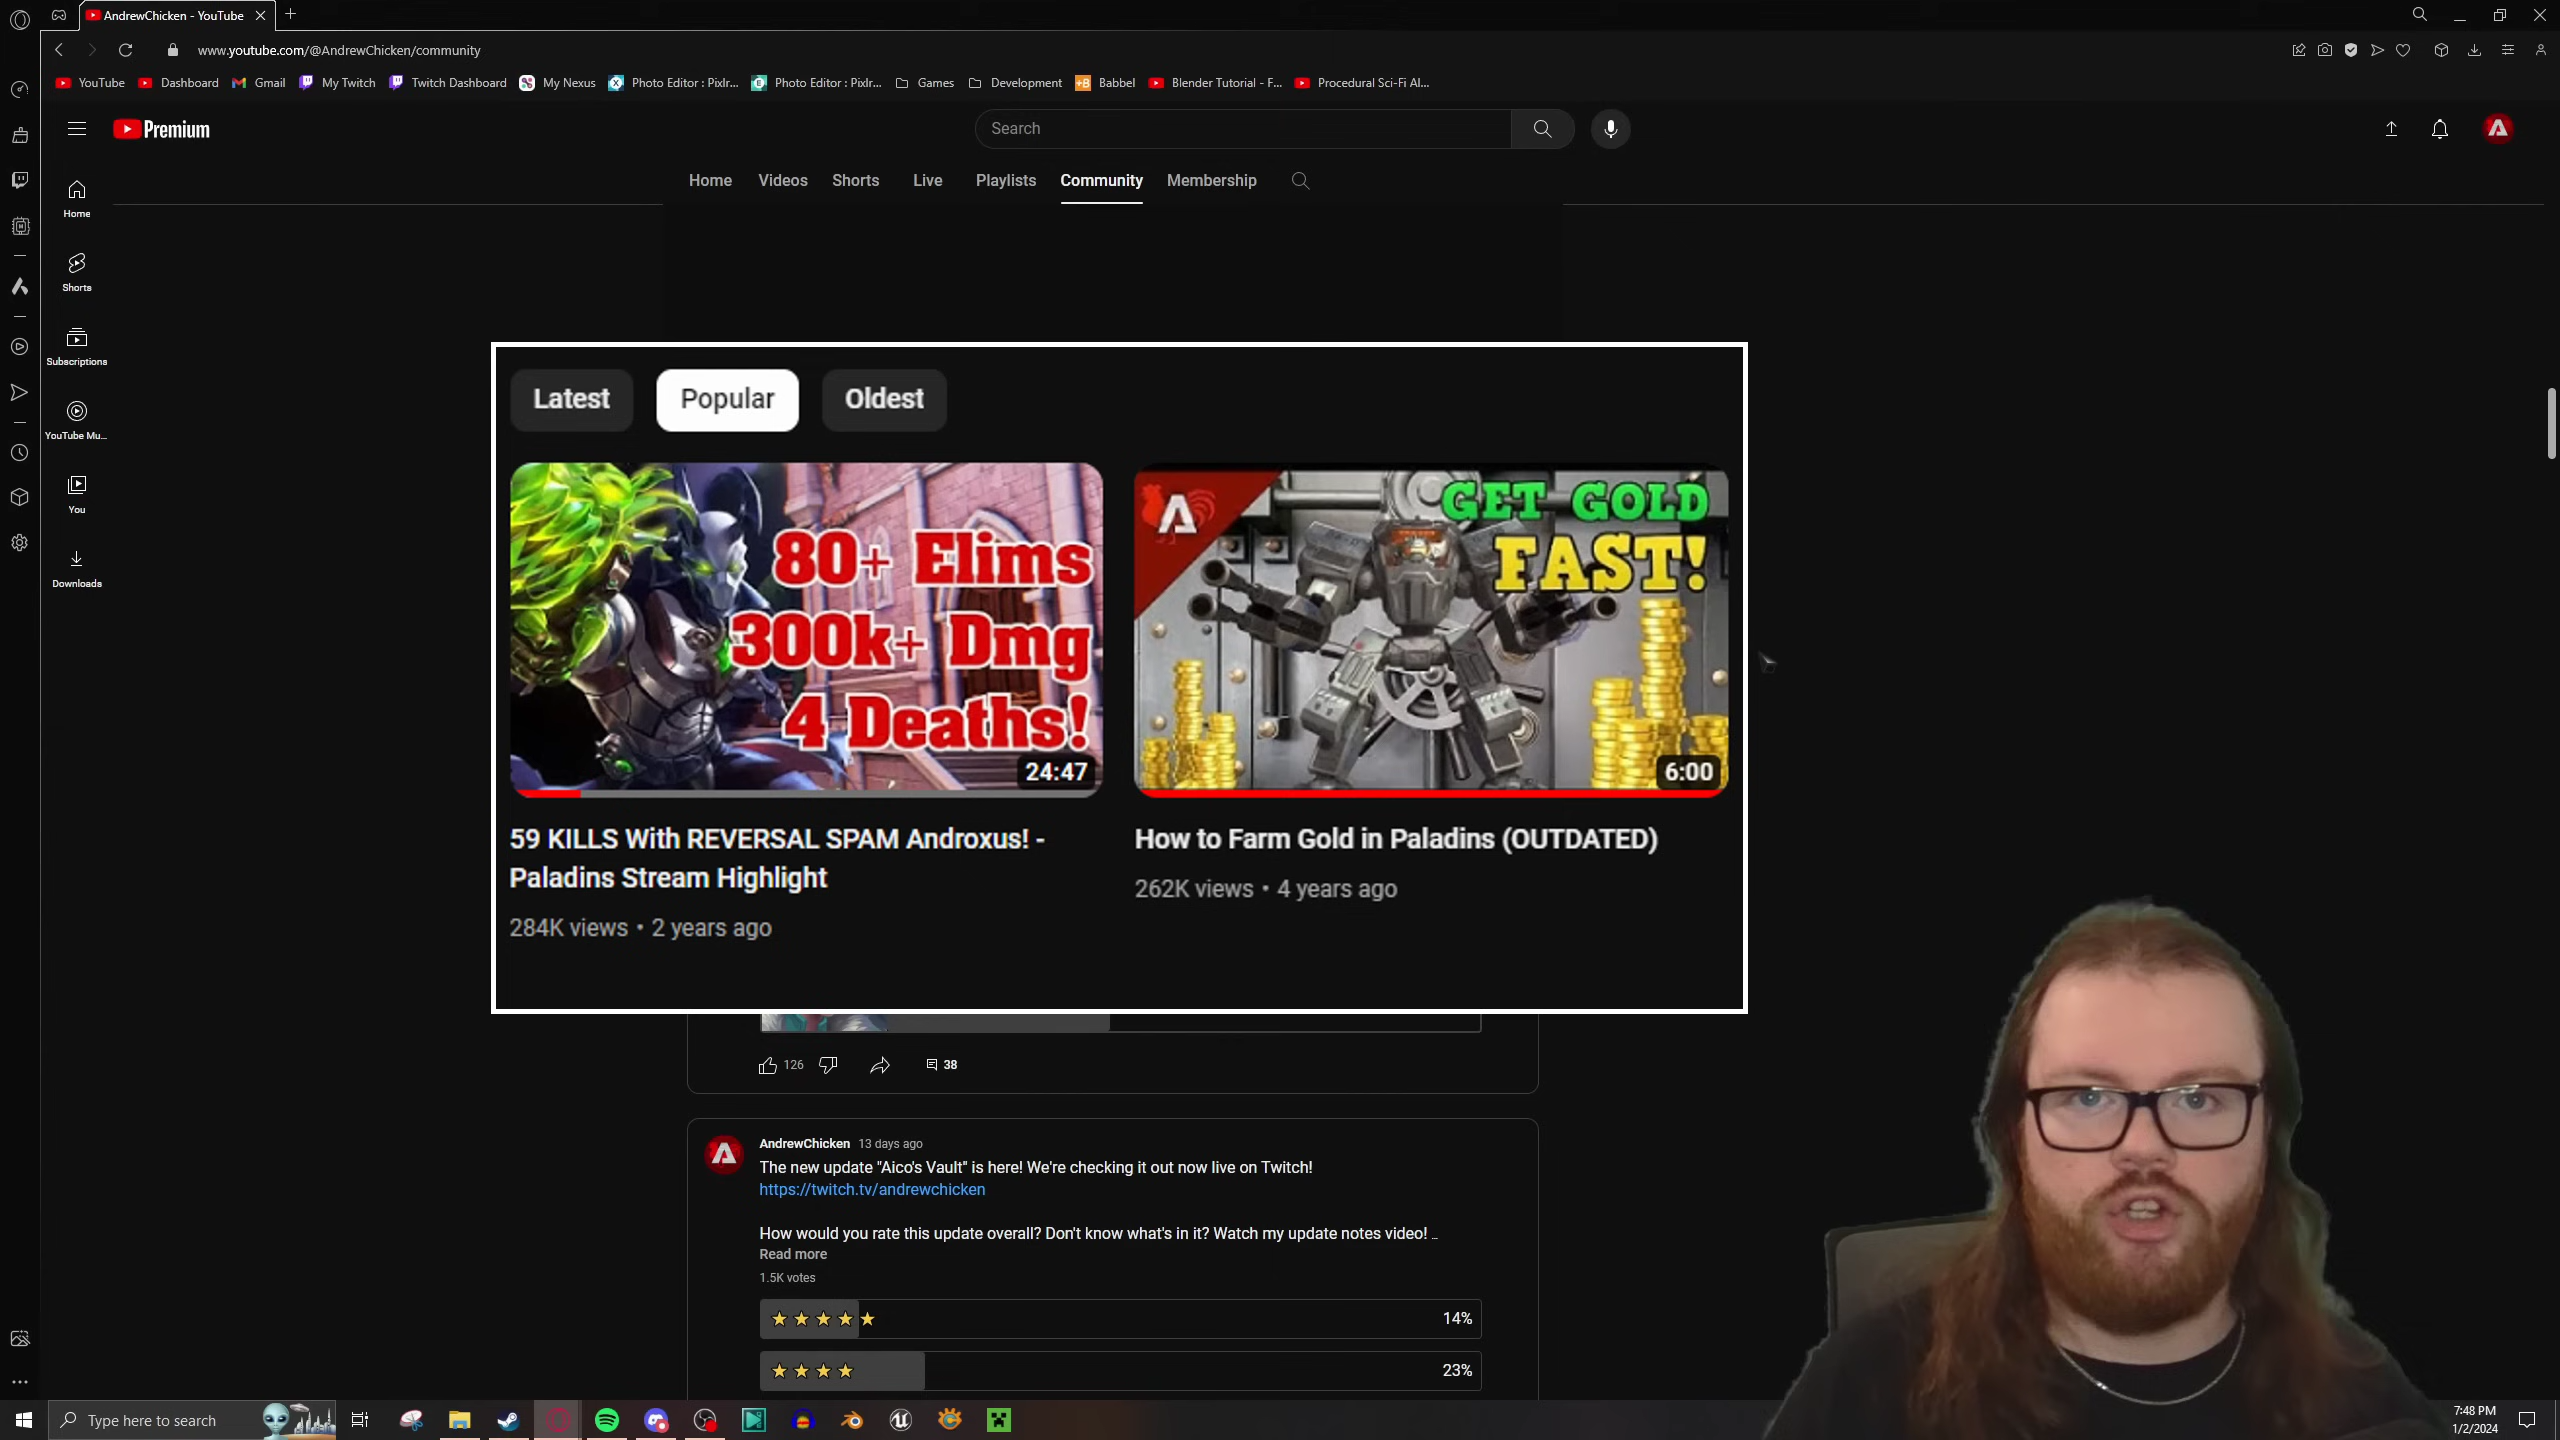 AndrewChicken - YouTube
www.youtube.com/@AndrewChicken/community
YouTube Dashboard Gmail My Twitch Twitch Dashboard My Nexus Photo Editor : Pixlr... Photo Editor : Pixlr... Games Development Babbel Blender Tutorial - F... Procedural Sci-Fi Al...
Premium
Search
Home Videos Shorts Live Playlists Community Membership
Home
Shorts
Subscriptions
YouTube Mu...
You
Downloads
Latest Popular Oldest
80+ Elims
300k+ Dmg
4 Deaths!
24:47
GET GOLD
FAST!
6:00
59 KILLS With REVERSAL SPAM Androxus! -
Paladins Stream Highlight
284K views • 2 years ago
How to Farm Gold in Paladins (OUTDATED)
262K views • 4 years ago
126 38
AndrewChicken 13 days ago
The new update "Aico's Vault" is here! We're checking it out now live on Twitch!
https://twitch.tv/andrewchicken
How would you rate this update overall? Don't know what's in it? Watch my update notes video! ...
Read more
1.5K votes
14%
23%
Type here to search
7:48 PM
1/2/2024